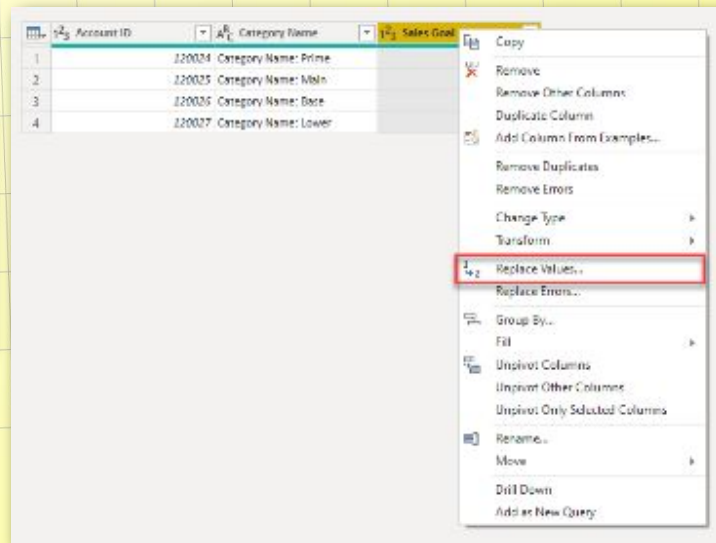 1²3 Account ID
AᴮC Category Name
1²3 Sales Goal
1 120024 Category Name: Prime
2 120025 Category Name: Main
3 120026 Category Name: Base
4 120027 Category Name: Lower
Copy
Remove
Remove Other Columns
Duplicate Column
Add Column From Examples...
Remove Duplicates
Remove Errors
Change Type
Transform
Replace Values...
Replace Errors...
Group By...
Fill
Unpivot Columns
Unpivot Other Columns
Unpivot Only Selected Columns
Rename...
Move
Drill Down
Add as New Query